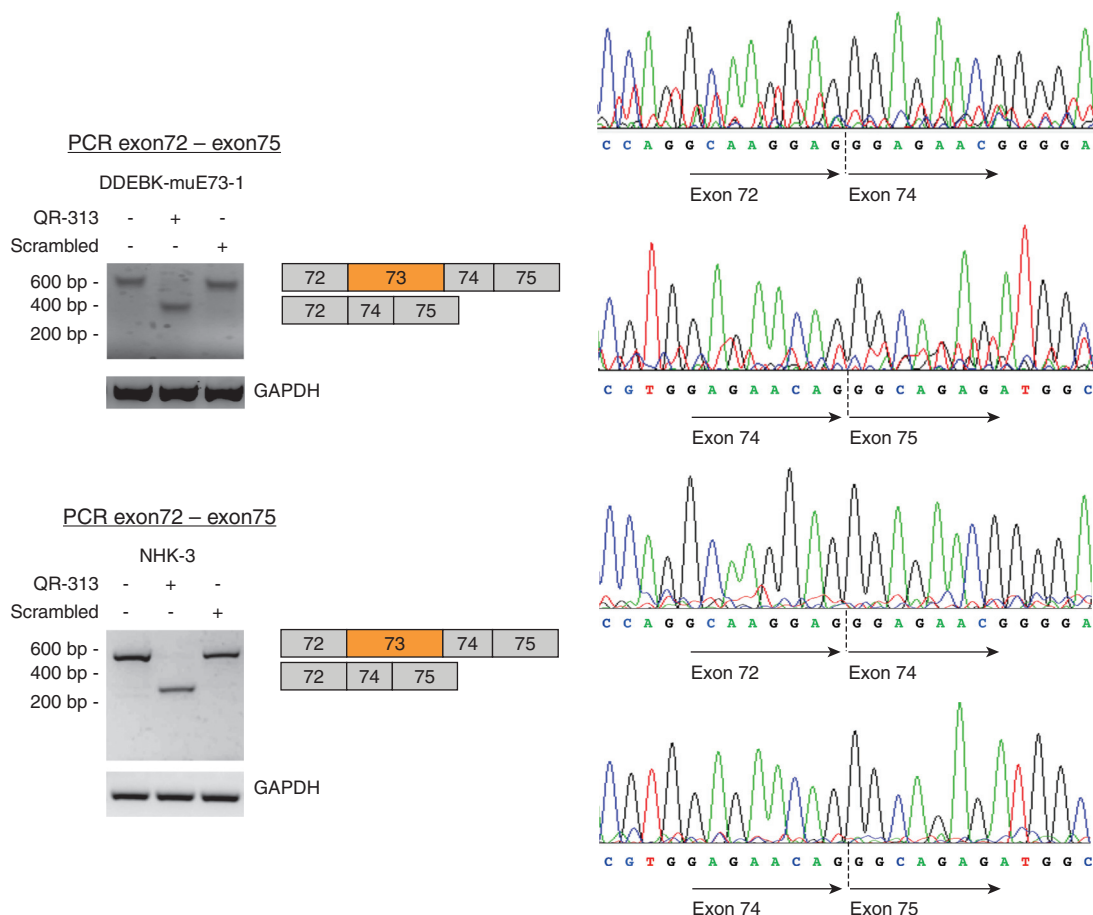 PCR exon72 – exon75
DDEBK-muE73-1
QR-313 - + -
Scrambled - - +
600 bp -
400 bp -
200 bp -
GAPDH
72 73 74 75
72 74 75
C C A G G C A A G G A G G G A G A A C G G G G A
Exon 72 Exon 74
C G T G G A G A A C A G G G C A G A G A T G G C
Exon 74 Exon 75
PCR exon72 – exon75
NHK-3
QR-313 - + -
Scrambled - - +
600 bp -
400 bp -
200 bp -
GAPDH
72 73 74 75
72 74 75
C C A G G C A A G G A G G G A G A A C G G G G A
Exon 72 Exon 74
C G T G G A G A A C A G G G C A G A G A T G G C
Exon 74 Exon 75